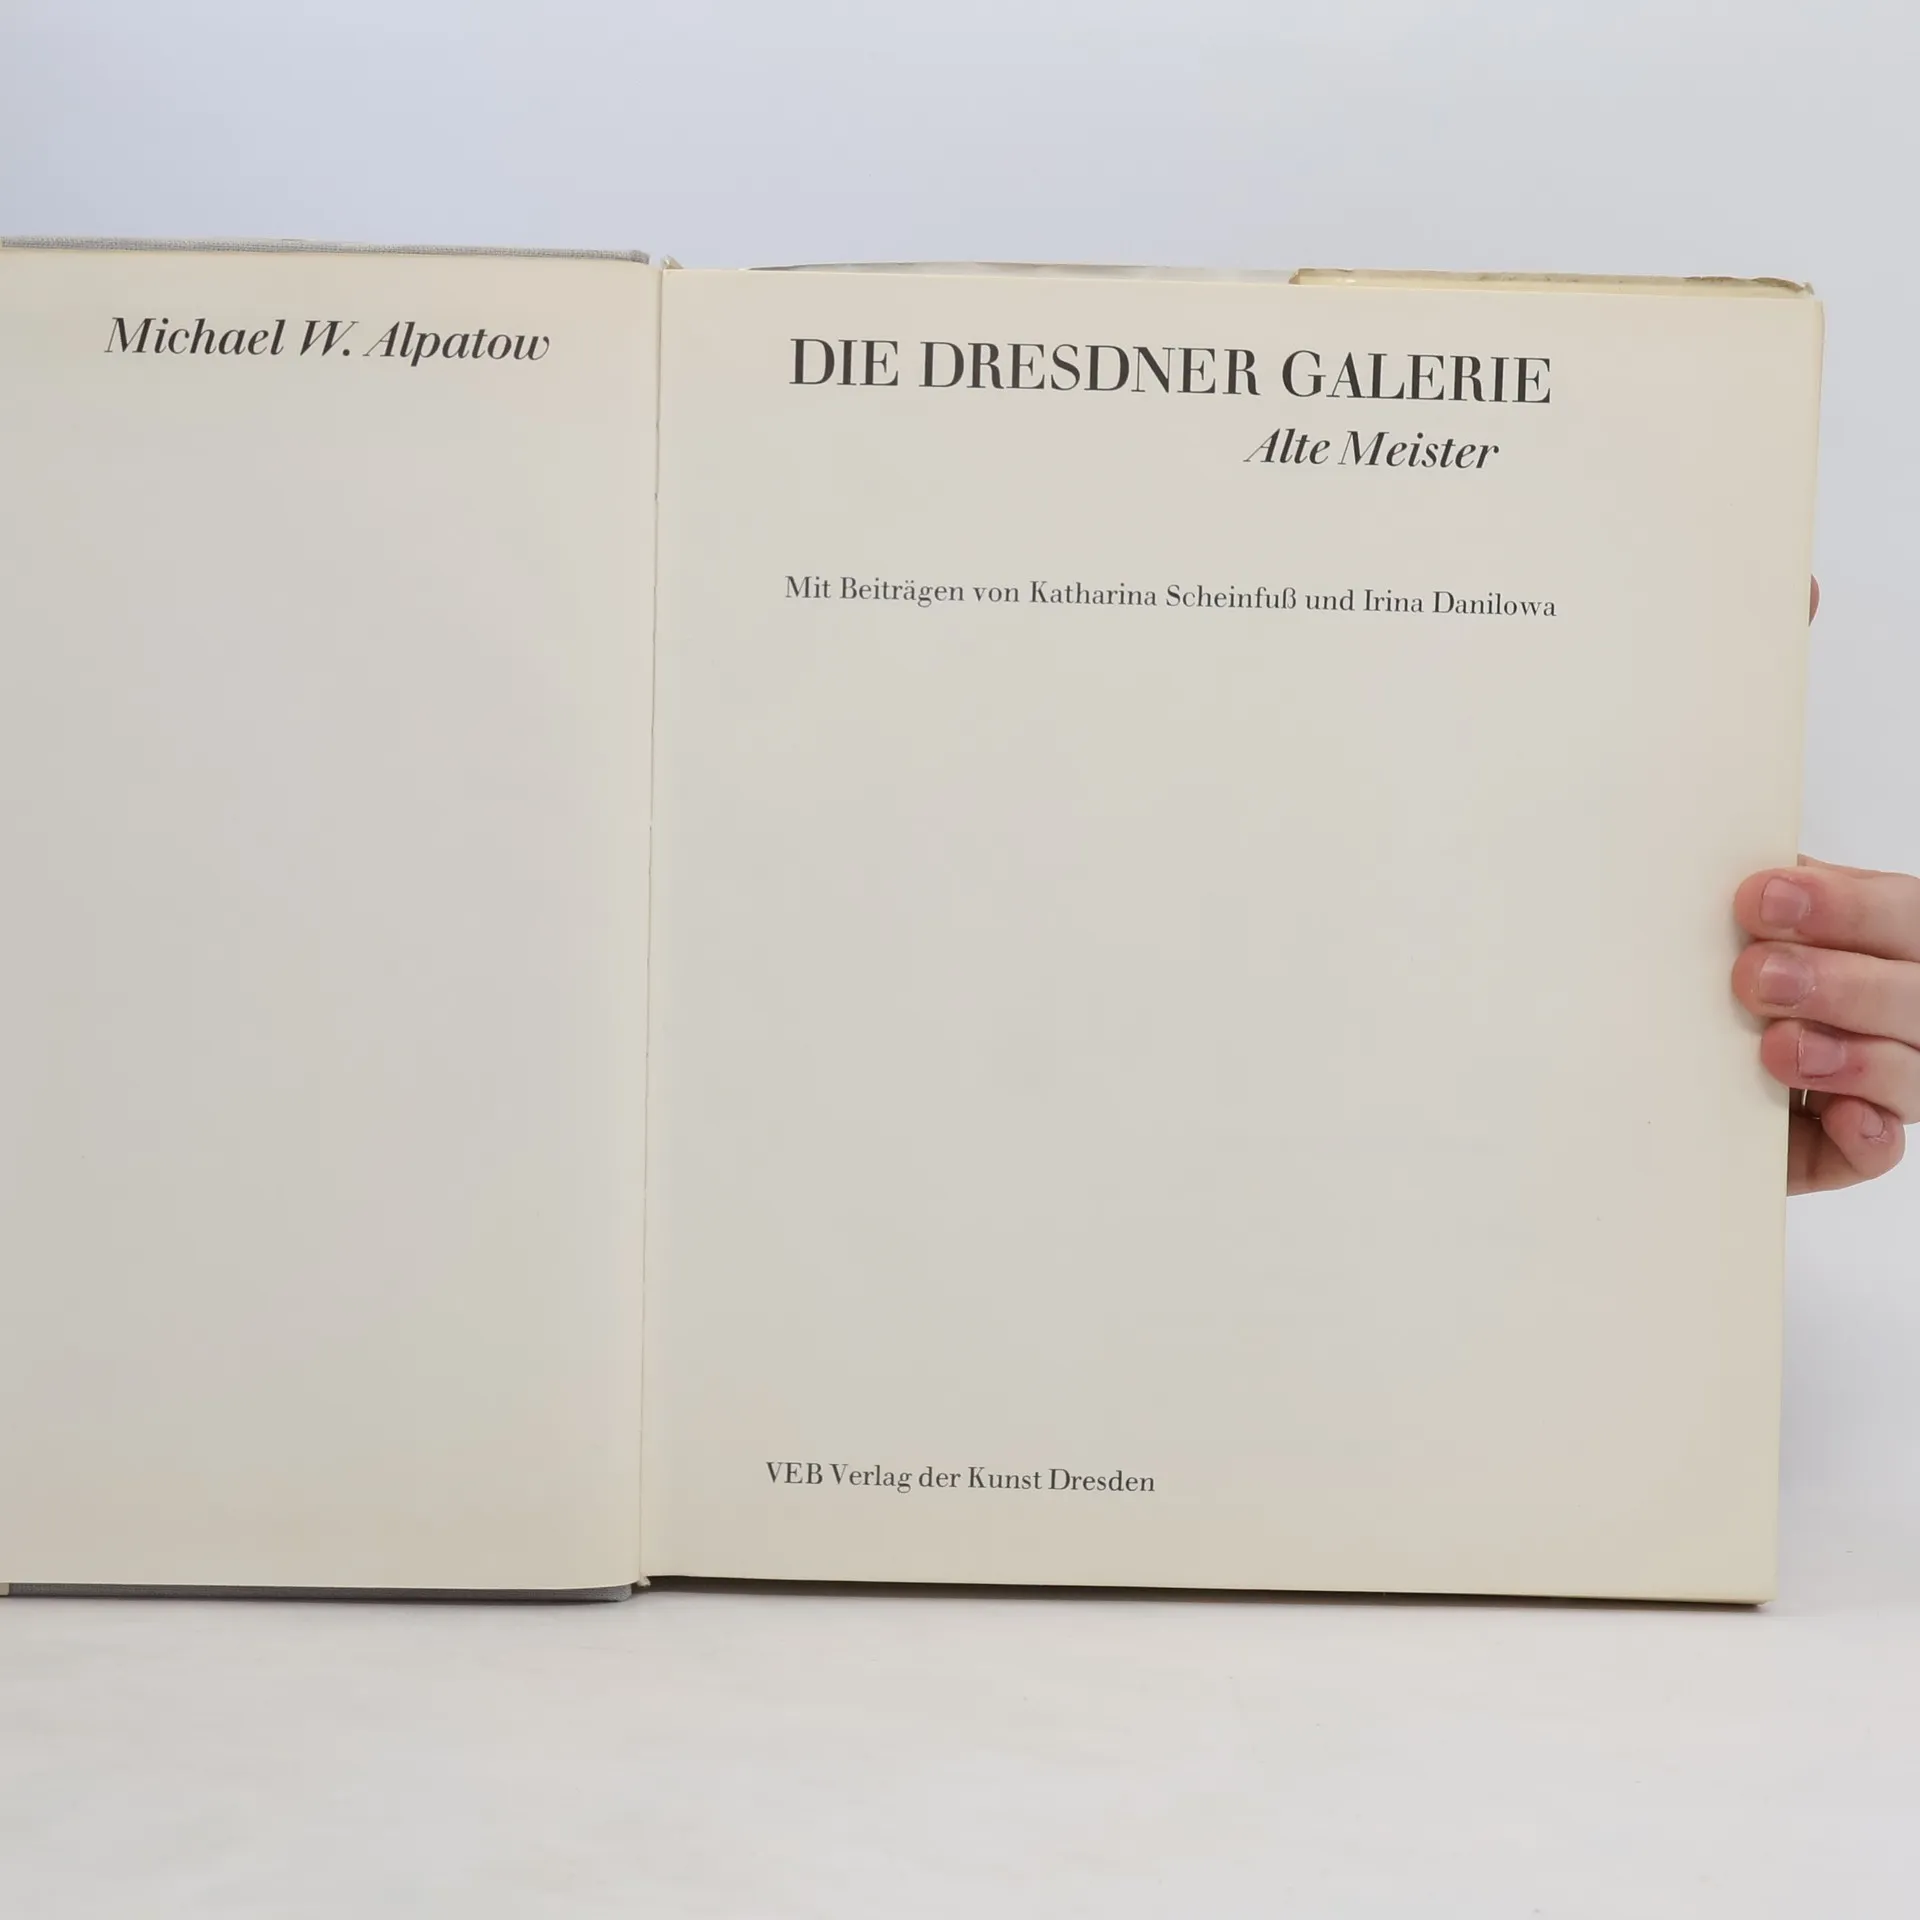 Michael W. Alpatow
DIE DRESDNER GALERIE
Alte Meister
Mit Beiträgen von Katharina Scheinfuß und Irina Danilowa
VEB Verlag der Kunst Dresden